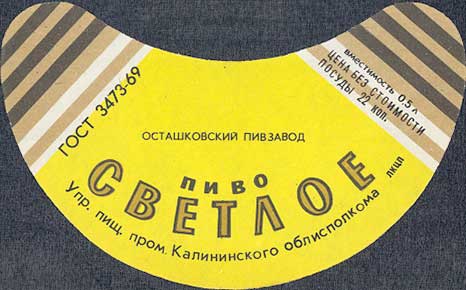 ГОСТ 3473-69
вместимость 0,5 л.
ЦЕНА БЕЗ СТОИМОСТИ
ПОСУДЫ 22 коп.
ОСТАШКОВСКИЙ ПИВЗАВОД
ПИВО
СВЕТЛОЕ
Упр. пищ. пром. Калининского облисполкома
ЛКЦЛ